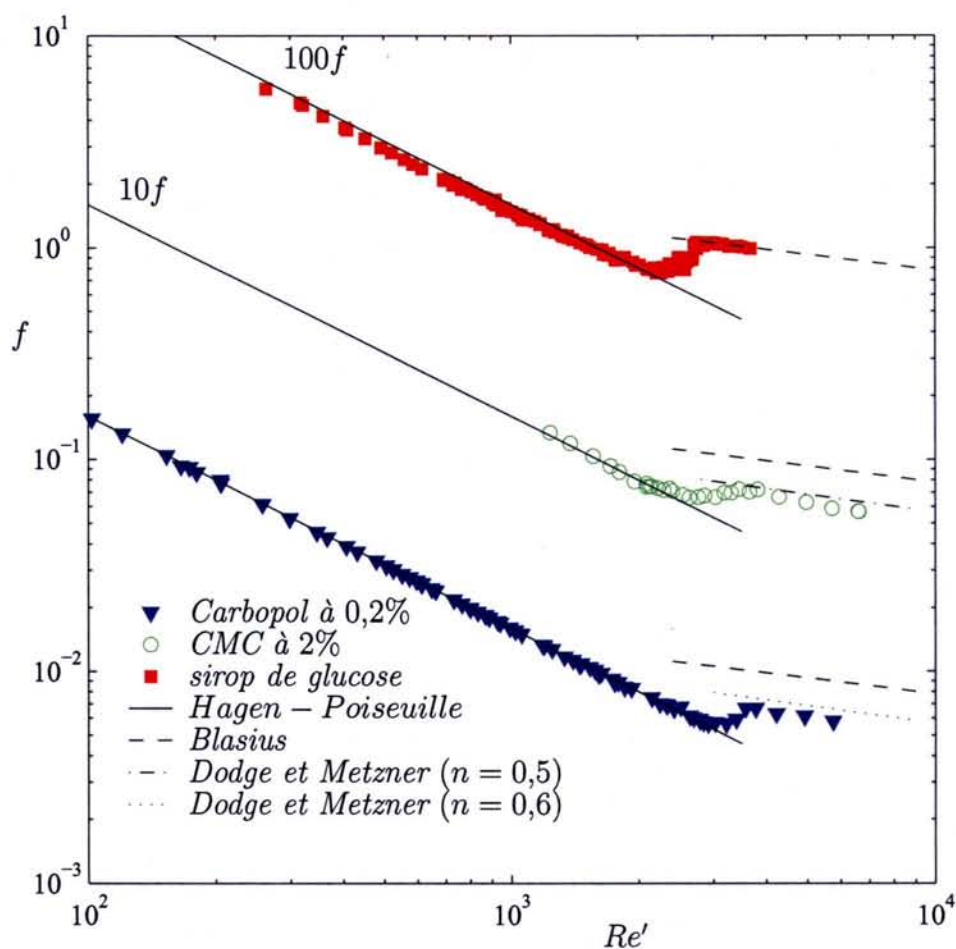 10^1
100f
10f
10^0
f
10^-1
Carbopol à 0,2%
CMC à 2%
sirop de glucose
10^-2
Hagen − Poiseuille
Blasius
Dodge et Metzner (n = 0,5)
Dodge et Metzner (n = 0,6)
10^-3
10^2
10^3
10^4
Re′